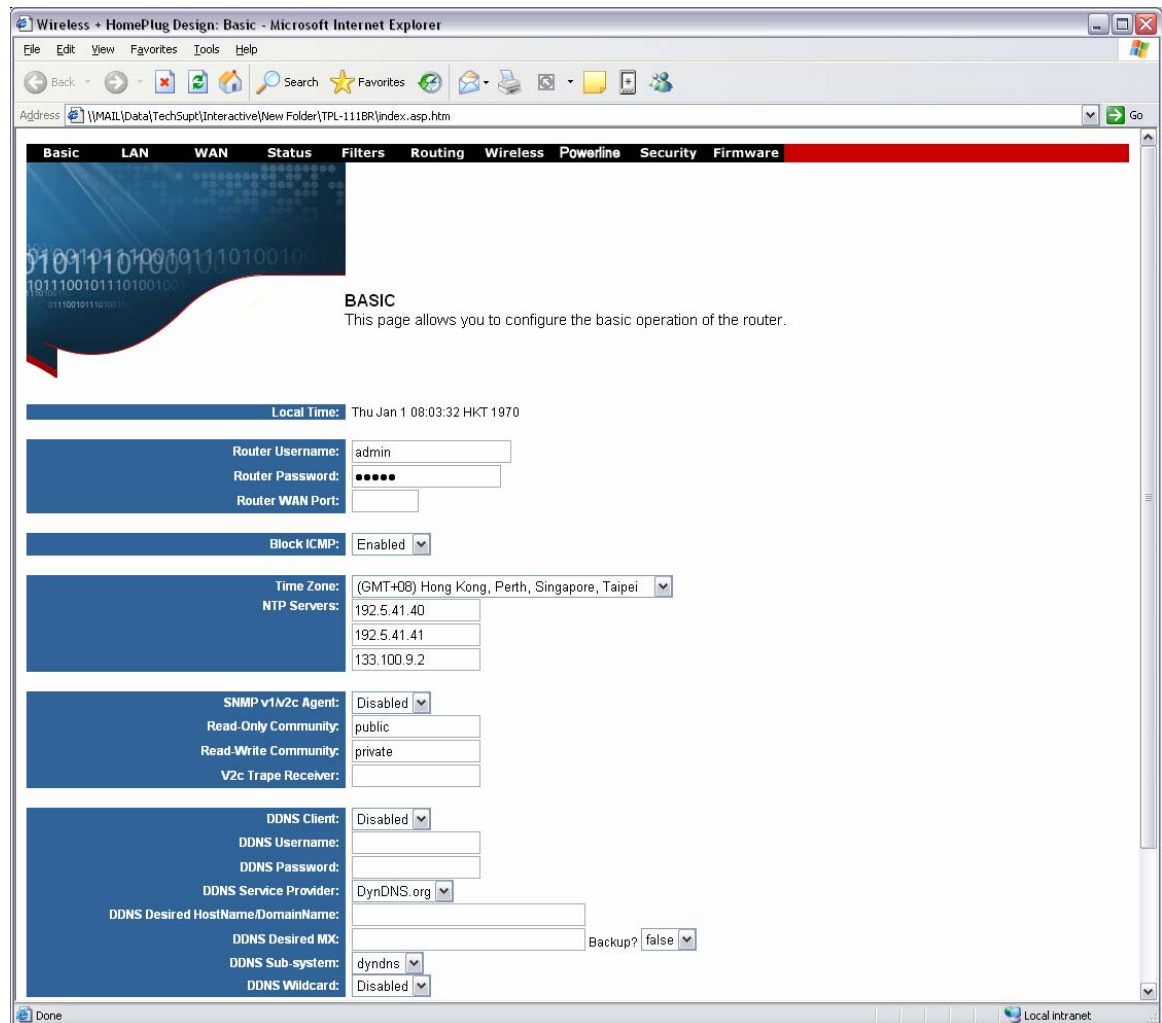 Wireless + HomePlug Design: Basic - Microsoft Internet Explorer
File Edit View Favorites Tools Help
Back Search Favorites
Address \\MAIL\Data\TechSupt\Interactive\New Folder\TPL-111BR\index.asp.htm Go
Basic LAN WAN Status Filters Routing Wireless Powerline Security Firmware
BASIC
This page allows you to configure the basic operation of the router.
Local Time: Thu Jan 1 08:03:32 HKT 1970
Router Username: admin
Router Password: •••••
Router WAN Port:
Block ICMP: Enabled
Time Zone: (GMT+08) Hong Kong, Perth, Singapore, Taipei
NTP Servers: 192.5.41.40
192.5.41.41
133.100.9.2
SNMP v1/v2c Agent: Disabled
Read-Only Community: public
Read-Write Community: private
V2c Trape Receiver:
DDNS Client: Disabled
DDNS Username:
DDNS Password:
DDNS Service Provider: DynDNS.org
DDNS Desired HostName/DomainName:
DDNS Desired MX: Backup? false
DDNS Sub-system: dyndns
DDNS Wildcard: Disabled
Done Local intranet